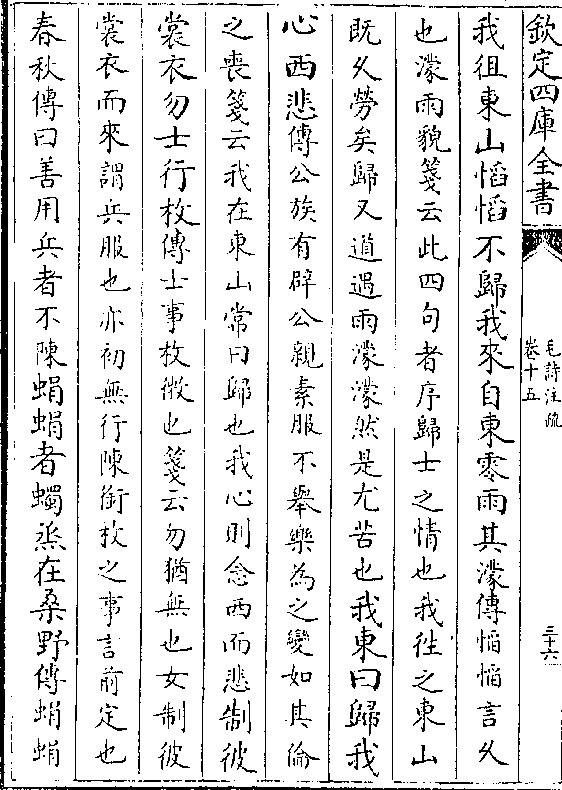 欽定四庫全書
毛詩注疏
卷十五
三十六
我徂東山慆慆不歸我來自東零雨其濛傳慆慆言久
也濛雨貌箋云此四句者序歸士之情也我往之東山
既久勞矣歸又道遇雨濛濛然是尤苦也我東曰歸我
心西悲傳公族有辟公親素服不舉樂為之變如其倫
之喪箋云我在東山常曰歸也我心則念西而悲制彼
裳衣勿士行枚傳士事枚微也箋云勿猶無也女制彼
裳衣而來謂兵服也亦初無行陳銜枚之事言前定也
春秋傳曰善用兵者不陳蜎蜎者蠋烝在桑野傳蜎蜎